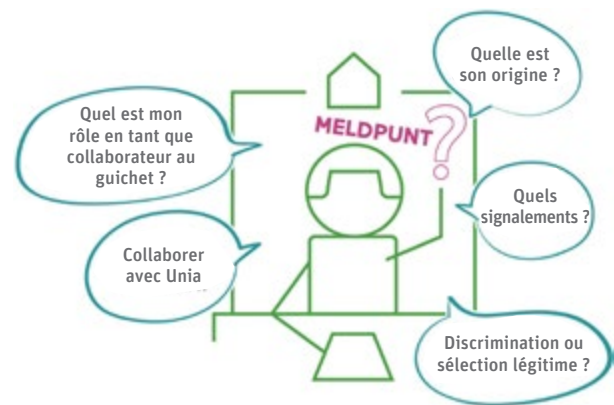 Quelle est
son origine ?
Quel est mon
rôle en tant que
collaborateur au
guichet ?
MELDPUNT ?
Quels
signalements ?
Collaborer
avec Unia
Discrimination ou
sélection légitime ?